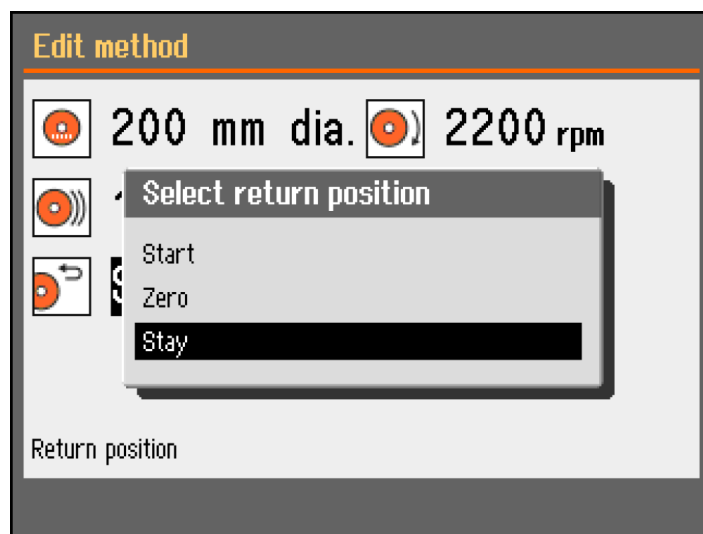 Edit method
200 mm dia. 2200 rpm
Select return position
Start
Zero
Stay
Return position